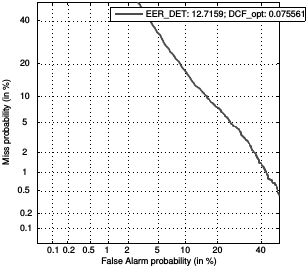 EER_DET: 12.7159; DCF_opt: 0.075561
40
20
10
5
2
1
0.5
0.2
0.1
Miss probability (in %)
0.1 0.2 0.5 1 2 5 10 20 40
False Alarm probability (in %)